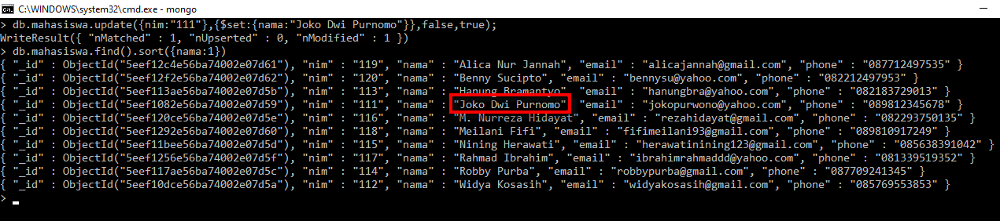 C:\WINDOWS\system32\cmd.exe - mongo
> db.mahasiswa.update({nim:"111"},{$set:{nama:"Joko Dwi Purnomo"}},false,true);
WriteResult({ "nMatched" : 1, "nUpserted" : 0, "nModified" : 1 })
> db.mahasiswa.find().sort({nama:1})
{ "_id" : ObjectId("5eef12c4e56ba74002e07d61"), "nim" : "119", "nama" : "Alica Nur Jannah", "email" : "alicajannah@gmail.com", "phone" : "087712497535" }
{ "_id" : ObjectId("5eef12f2e56ba74002e07d62"), "nim" : "120", "nama" : "Benny Sucipto", "email" : "bennysu@yahoo.com", "phone" : "082212497953" }
{ "_id" : ObjectId("5eef113ae56ba74002e07d5b"), "nim" : "113", "nama" : "Hanung Bramantyo", "email" : "hanungbra@yahoo.com", "phone" : "082183729013" }
{ "_id" : ObjectId("5eef1082e56ba74002e07d59"), "nim" : "111", "nama" : "Joko Dwi Purnomo" "email" : "jokopurwono@yahoo.com", "phone" : "089812345678" }
{ "_id" : ObjectId("5eef120ce56ba74002e07d5e"), "nim" : "116", "nama" : "M. Nurreza Hidayat", "email" : "rezahidayat@gmail.com", "phone" : "082293750135" }
{ "_id" : ObjectId("5eef1292e56ba74002e07d60"), "nim" : "118", "nama" : "Meilani Fifi", "email" : "fifimeilani93@gmail.com", "phone" : "089810917249" }
{ "_id" : ObjectId("5eef11bee56ba74002e07d5d"), "nim" : "115", "nama" : "Nining Herawati", "email" : "herawatinining123@gmail.com", "phone" : "085638391042" }
{ "_id" : ObjectId("5eef1256e56ba74002e07d5f"), "nim" : "117", "nama" : "Rahmad Ibrahim", "email" : "ibrahimrahmaddd@yahoo.com", "phone" : "081339519352" }
{ "_id" : ObjectId("5eef117ae56ba74002e07d5c"), "nim" : "114", "nama" : "Robby Purba", "email" : "robbypurba@gmail.com", "phone" : "087709241345" }
{ "_id" : ObjectId("5eef10dce56ba74002e07d5a"), "nim" : "112", "nama" : "Widya Kosasih", "email" : "widyakosasih@gmail.com", "phone" : "085769553853" }
>